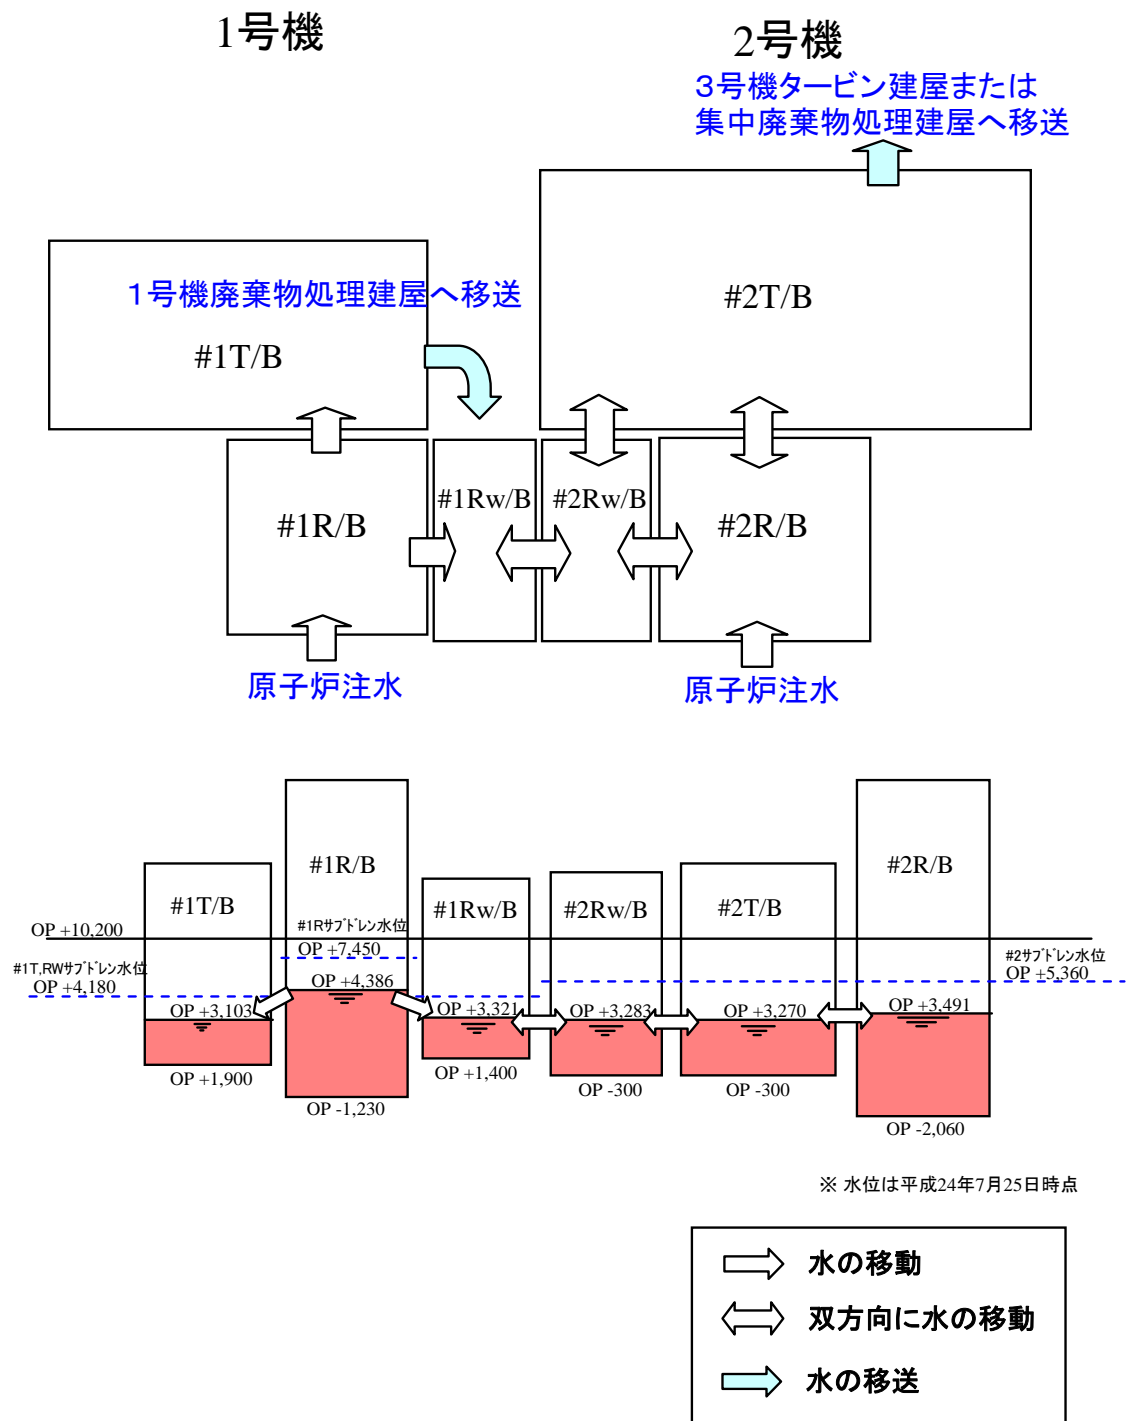 1号機
2号機
3号機タービン建屋または
集中廃棄物処理建屋へ移送
1号機廃棄物処理建屋へ移送
#1T/B
#2T/B
#1R/B
#1Rw/B
#2Rw/B
#2R/B
原子炉注水
原子炉注水
#1T/B
#1R/B
#1Rw/B
#2Rw/B
#2T/B
#2R/B
OP +10,200
#1Rサブドレン水位
OP +7,450
#1T,RWサブドレン水位
OP +4,180
#2サブドレン水位
OP +5,360
OP +3,103
OP +4,386
OP +3,321
OP +3,283
OP +3,270
OP +3,491
OP +1,900
OP -1,230
OP +1,400
OP -300
OP -300
OP -2,060
※ 水位は平成24年7月25日時点
水の移動
双方向に水の移動
水の移送